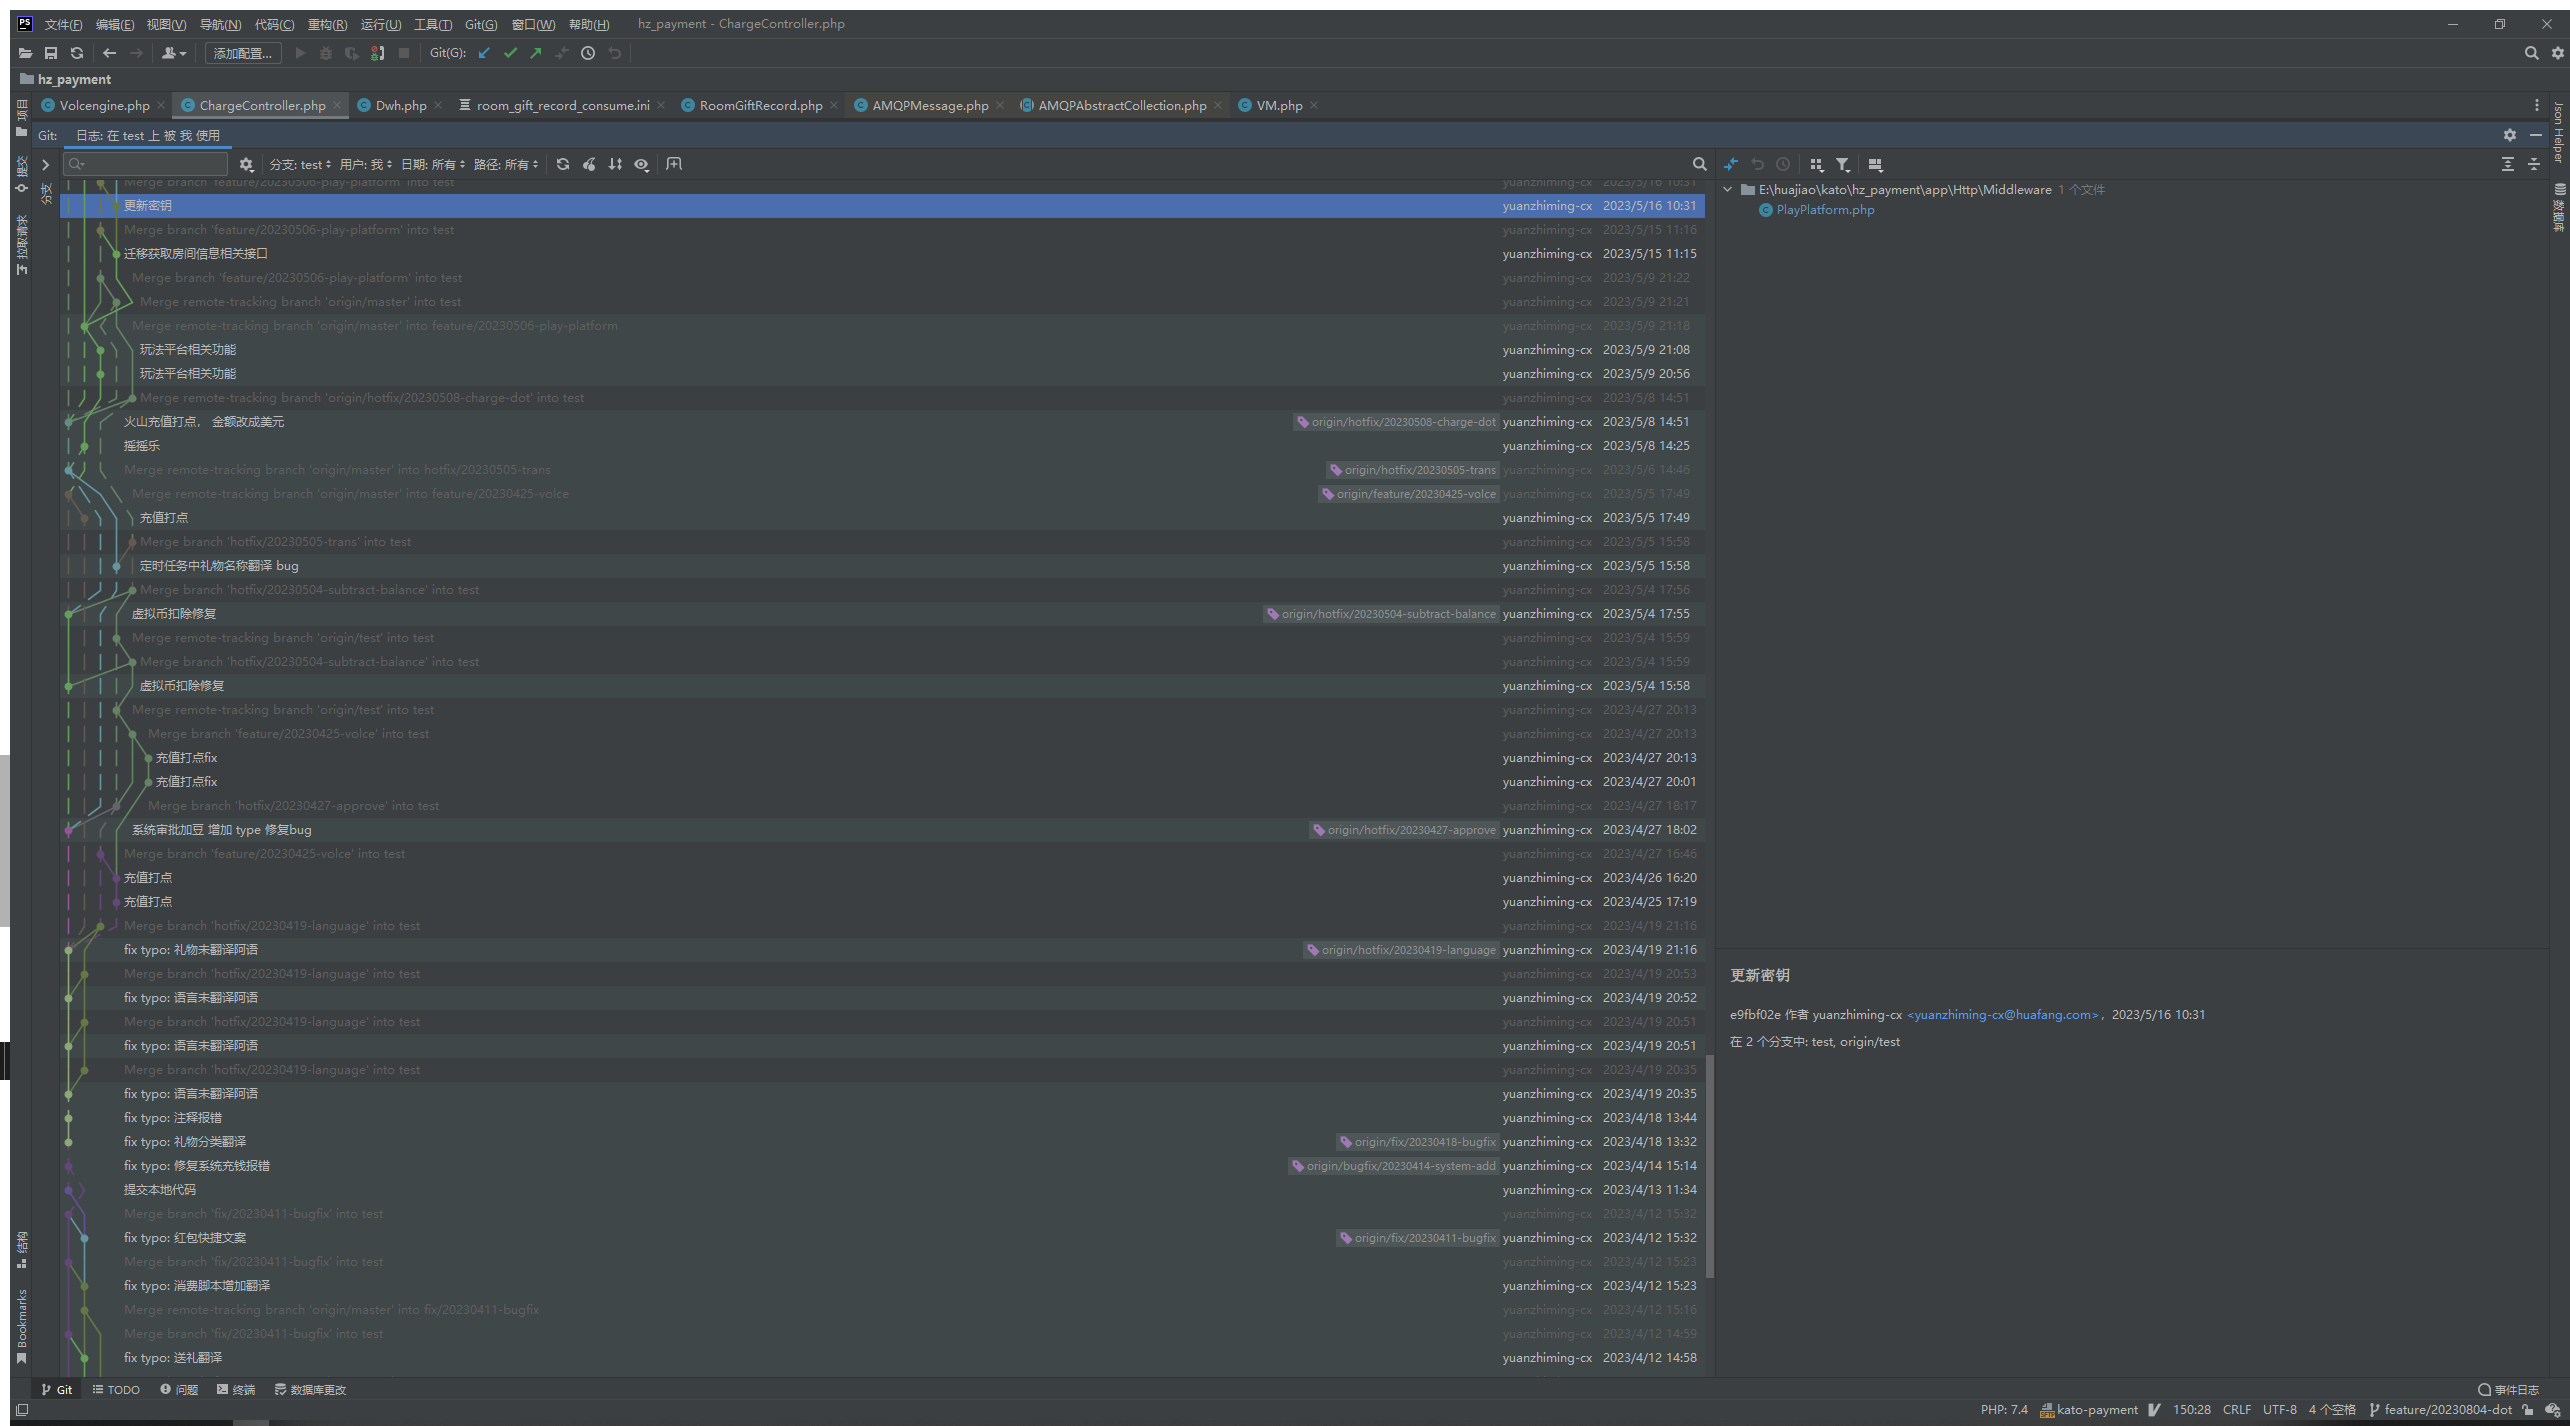 文件(F) 编辑(E) 视图(V) 导航(N) 代码(C) 重构(R) 运行(U) 工具(T) Git(G) 窗口(W) 帮助(H) hz_payment - ChargeController.php
添加配置... Git(G):
hz_payment
Volcengine.php ChargeController.php Dwh.php room_gift_record_consume.ini RoomGiftRecord.php AMQPMessage.php AMQPAbstractCollection.php VM.php
Git: 日志: 在 test 上 被 我 使用
分支: test 用户: 我 日期: 所有 路径: 所有
Merge branch 'feature/20230506-play-platform' into test yuanzhiming-cx 2023/5/16 10:31
更新密钥 yuanzhiming-cx 2023/5/16 10:31
Merge branch 'feature/20230506-play-platform' into test yuanzhiming-cx 2023/5/15 11:16
迁移获取房间信息相关接口 yuanzhiming-cx 2023/5/15 11:15
Merge branch 'feature/20230506-play-platform' into test yuanzhiming-cx 2023/5/9 21:22
Merge remote-tracking branch 'origin/master' into test yuanzhiming-cx 2023/5/9 21:21
Merge remote-tracking branch 'origin/master' into feature/20230506-play-platform yuanzhiming-cx 2023/5/9 21:18
玩法平台相关功能 yuanzhiming-cx 2023/5/9 21:08
玩法平台相关功能 yuanzhiming-cx 2023/5/9 20:56
Merge remote-tracking branch 'origin/hotfix/20230508-charge-dot' into test yuanzhiming-cx 2023/5/8 14:51
火山充值打点， 金额改成美元 origin/hotfix/20230508-charge-dot yuanzhiming-cx 2023/5/8 14:51
摇摇乐 yuanzhiming-cx 2023/5/8 14:25
Merge remote-tracking branch 'origin/master' into hotfix/20230505-trans origin/hotfix/20230505-trans yuanzhiming-cx 2023/5/6 14:46
Merge remote-tracking branch 'origin/master' into feature/20230425-volce origin/feature/20230425-volce yuanzhiming-cx 2023/5/5 17:49
充值打点 yuanzhiming-cx 2023/5/5 17:49
Merge branch 'hotfix/20230505-trans' into test yuanzhiming-cx 2023/5/5 15:58
定时任务中礼物名称翻译 bug yuanzhiming-cx 2023/5/5 15:58
Merge branch 'hotfix/20230504-subtract-balance' into test yuanzhiming-cx 2023/5/4 17:56
虚拟币扣除修复 origin/hotfix/20230504-subtract-balance yuanzhiming-cx 2023/5/4 17:55
Merge remote-tracking branch 'origin/test' into test yuanzhiming-cx 2023/5/4 15:59
Merge branch 'hotfix/20230504-subtract-balance' into test yuanzhiming-cx 2023/5/4 15:59
虚拟币扣除修复 yuanzhiming-cx 2023/5/4 15:58
Merge remote-tracking branch 'origin/test' into test yuanzhiming-cx 2023/4/27 20:13
Merge branch 'feature/20230425-volce' into test yuanzhiming-cx 2023/4/27 20:13
充值打点fix yuanzhiming-cx 2023/4/27 20:13
充值打点fix yuanzhiming-cx 2023/4/27 20:01
Merge branch 'hotfix/20230427-approve' into test yuanzhiming-cx 2023/4/27 18:17
系统审批加豆 增加 type 修复bug origin/hotfix/20230427-approve yuanzhiming-cx 2023/4/27 18:02
Merge branch 'feature/20230425-volce' into test yuanzhiming-cx 2023/4/27 16:46
充值打点 yuanzhiming-cx 2023/4/26 16:20
充值打点 yuanzhiming-cx 2023/4/25 17:19
Merge branch 'hotfix/20230419-language' into test yuanzhiming-cx 2023/4/19 21:16
fix typo: 礼物未翻译阿语 origin/hotfix/20230419-language yuanzhiming-cx 2023/4/19 21:16
Merge branch 'hotfix/20230419-language' into test yuanzhiming-cx 2023/4/19 20:53
fix typo: 语言未翻译阿语 yuanzhiming-cx 2023/4/19 20:52
Merge branch 'hotfix/20230419-language' into test yuanzhiming-cx 2023/4/19 20:51
fix typo: 语言未翻译阿语 yuanzhiming-cx 2023/4/19 20:51
Merge branch 'hotfix/20230419-language' into test yuanzhiming-cx 2023/4/19 20:35
fix typo: 语言未翻译阿语 yuanzhiming-cx 2023/4/19 20:35
fix typo: 注释报错 yuanzhiming-cx 2023/4/18 13:44
fix typo: 礼物分类翻译 origin/fix/20230418-bugfix yuanzhiming-cx 2023/4/18 13:32
fix typo: 修复系统充钱报错 origin/bugfix/20230414-system-add yuanzhiming-cx 2023/4/14 15:14
提交本地代码 yuanzhiming-cx 2023/4/13 11:34
Merge branch 'fix/20230411-bugfix' into test yuanzhiming-cx 2023/4/12 15:32
fix typo: 红包快捷文案 origin/fix/20230411-bugfix yuanzhiming-cx 2023/4/12 15:32
Merge branch 'fix/20230411-bugfix' into test yuanzhiming-cx 2023/4/12 15:23
fix typo: 消费脚本增加翻译 yuanzhiming-cx 2023/4/12 15:23
Merge remote-tracking branch 'origin/master' into fix/20230411-bugfix yuanzhiming-cx 2023/4/12 15:16
Merge branch 'fix/20230411-bugfix' into test yuanzhiming-cx 2023/4/12 14:59
fix typo: 送礼翻译 yuanzhiming-cx 2023/4/12 14:58
E:\huajiao\kato\hz_payment\app\Http\Middleware 1 个文件
PlayPlatform.php
更新密钥
e9fbf02e 作者 yuanzhiming-cx <yuanzhiming-cx@huafang.com>，2023/5/16 10:31
在 2 个分支中: test, origin/test
项目
提交
拉取请求
分支
结构
Bookmarks
Json Helper
数据库
Git TODO 问题 终端 数据库更改 事件日志
PHP: 7.4 kato-payment 150:28 CRLF UTF-8 4 个空格 feature/20230804-dot